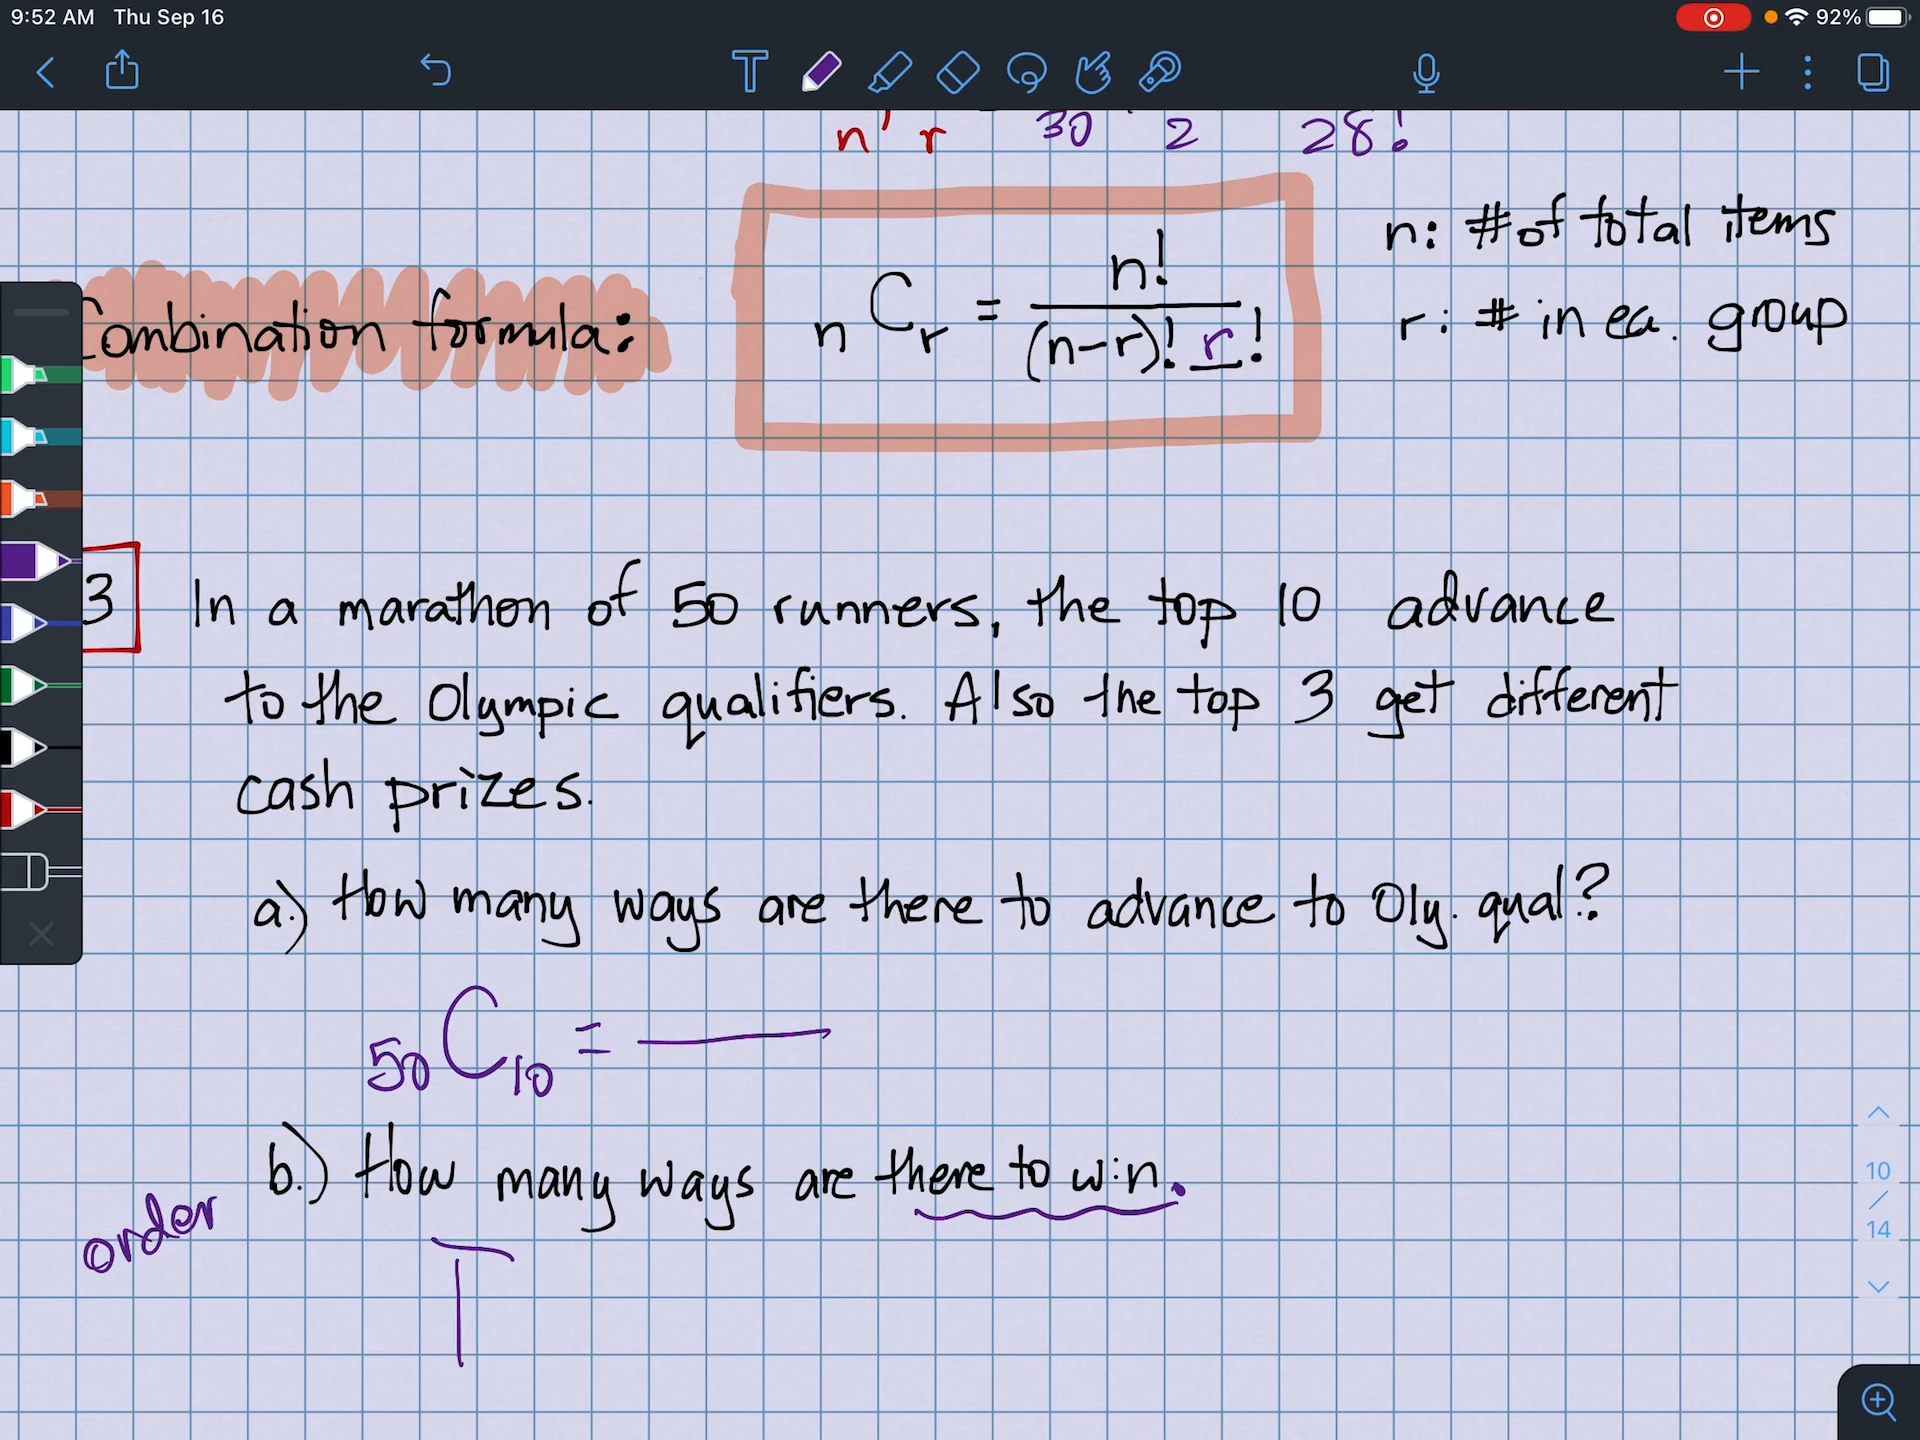 9:52 AM Thu Sep 16
92%
n r 30 2 28!
Combination formula:
nCr = n! / (n-r)! r!
n: # of total items
r: # in ea. group
3
In a marathon of 50 runners, the top 10 advance
to the Olympic qualifiers. Also the top 3 get different
cash prizes.
a.) How many ways are there to advance to Oly. qual?
50C10 =
b.) How many ways are there to win.
order
10
/
14